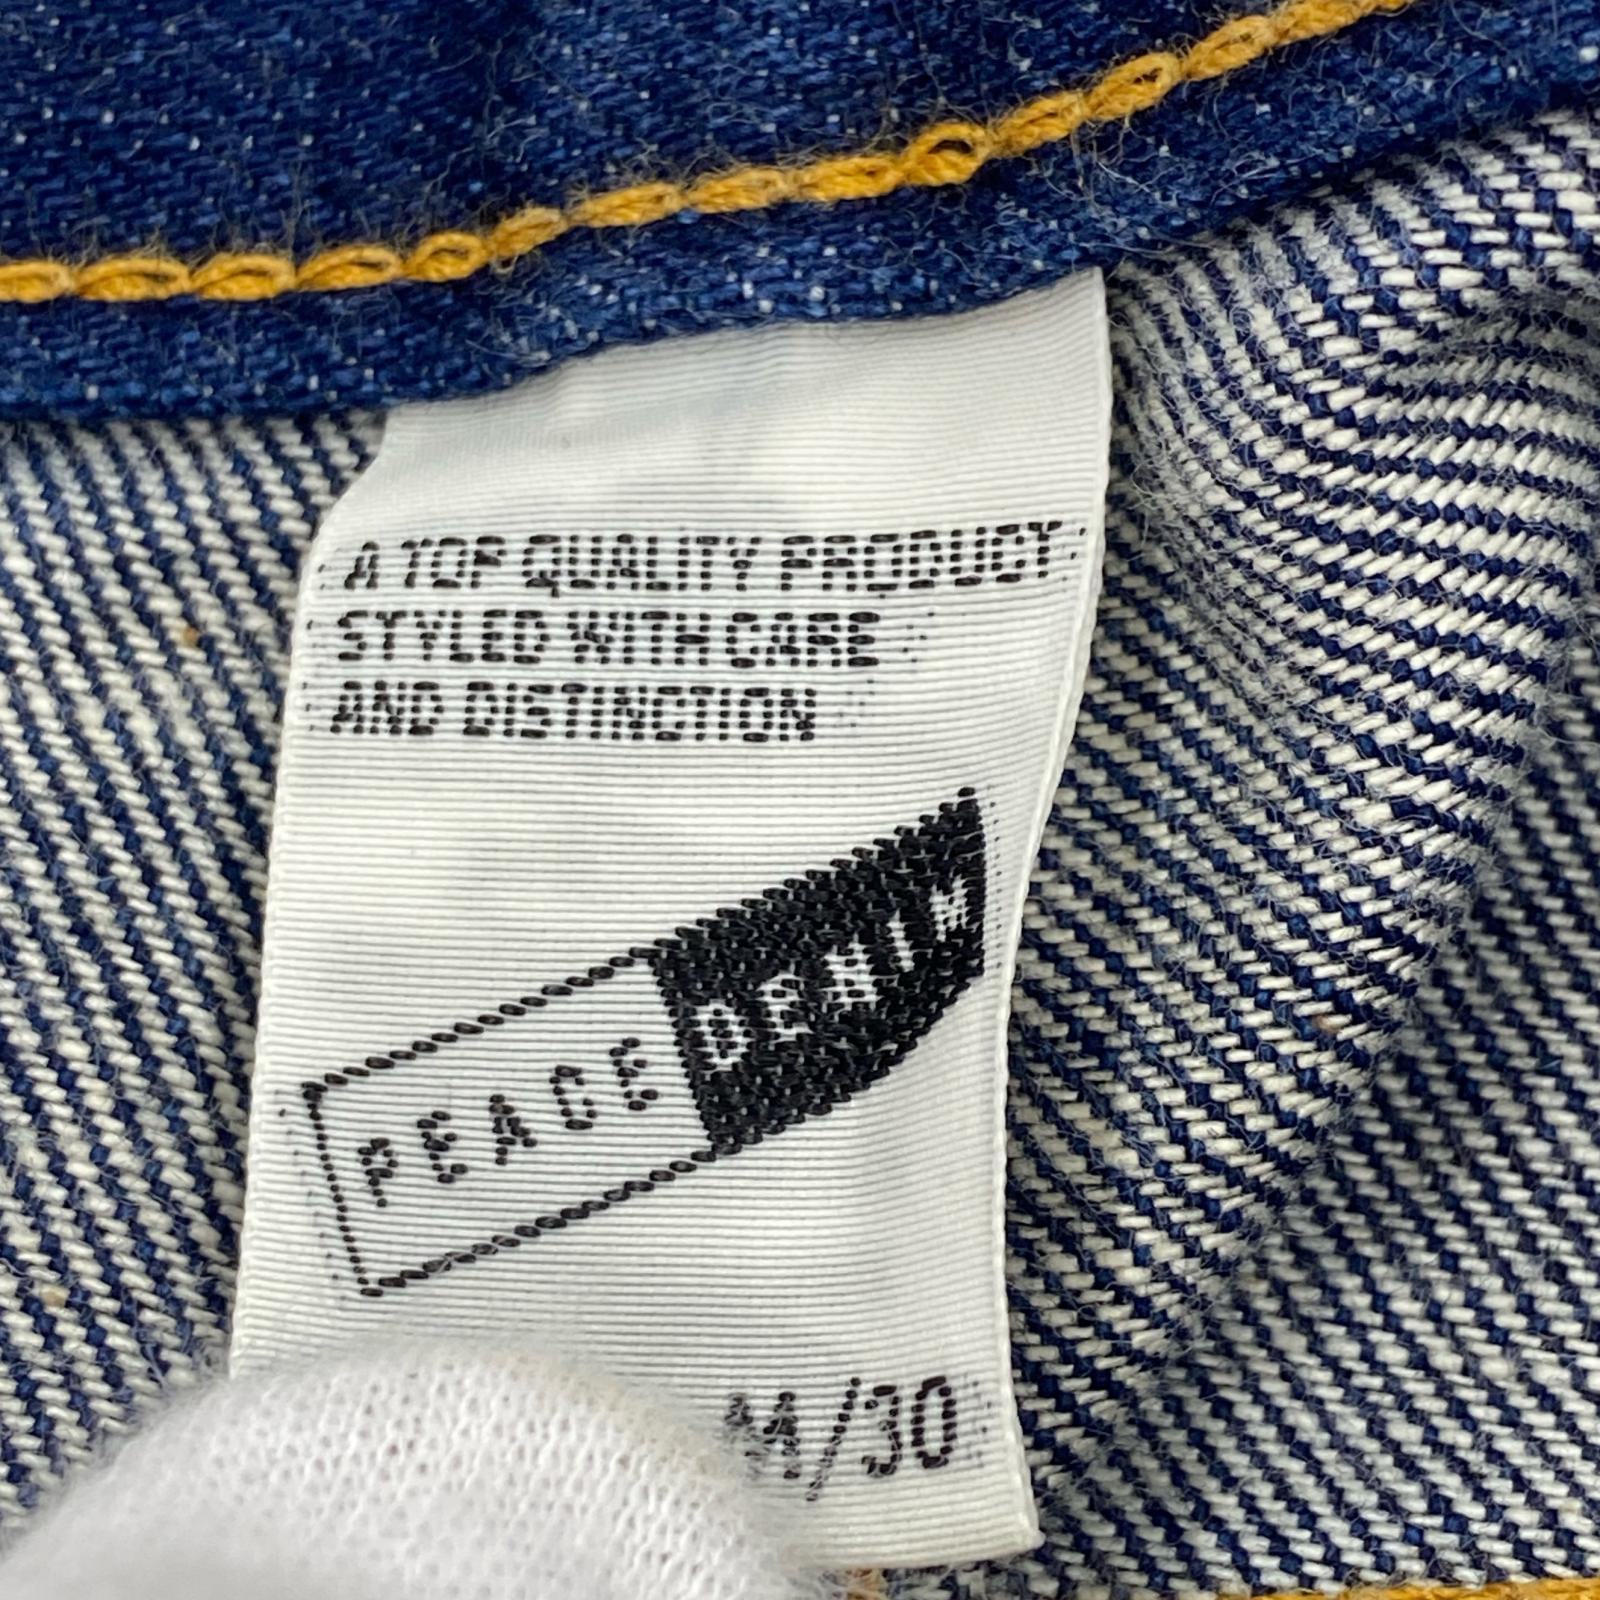 A TOP QUALITY PRODUCT
STYLED WITH CARE
AND DISTINCTION
PEACE DENIM
M/30